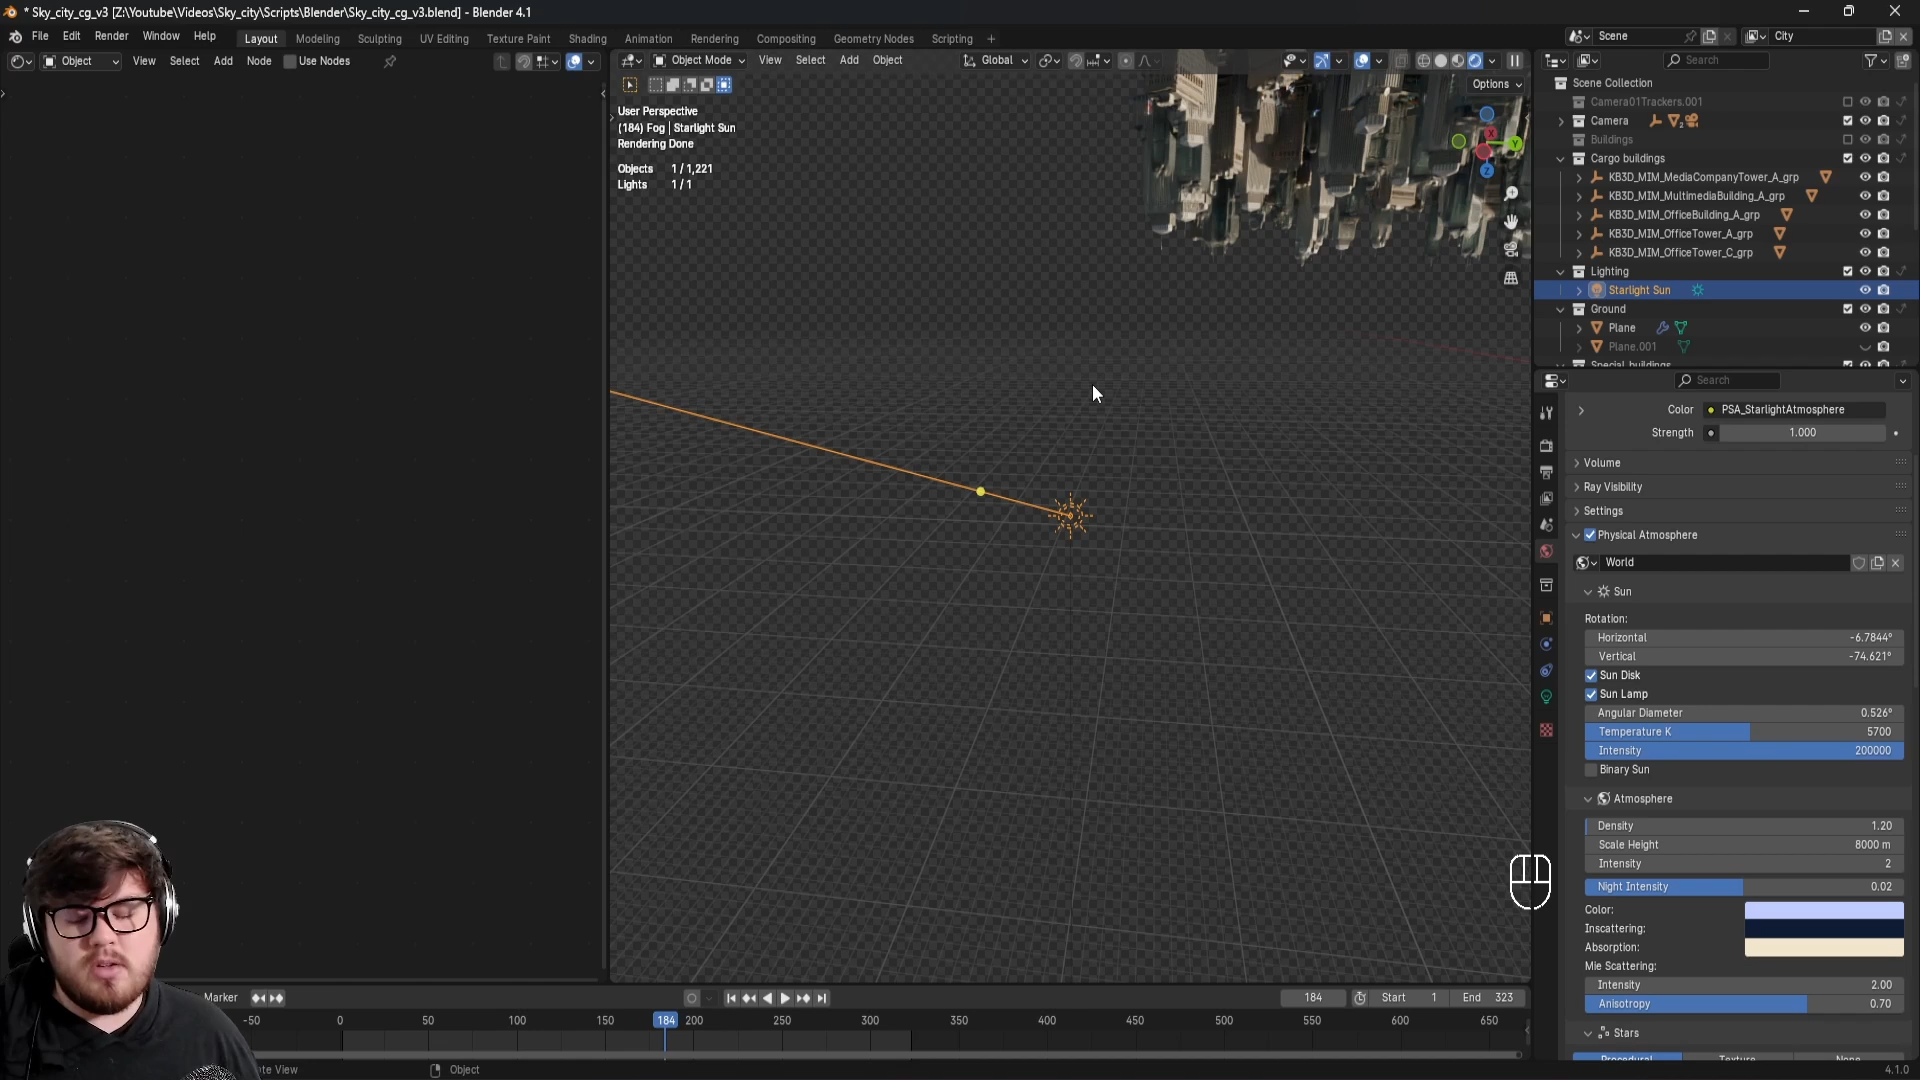 * Sky_city_cg_v3 [Z:\Youtube\Videos\Sky_city\Scripts\Blender\Sky_city_cg_v3.blend] - Blender 4.1
File Edit Render Window Help Layout Modeling Sculpting UV Editing Texture Paint Shading Animation Rendering Compositing Geometry Nodes Scripting + Scene City
Object View Select Add Node Use Nodes
Object Mode View Select Add Object Global
Search
Options
User Perspective
(184) Fog | Starlight Sun
Rendering Done
Objects 1 / 1,221
Lights 1 / 1
X
Y
Z
Scene Collection
Camera01Trackers.001
Camera
Buildings
Cargo buildings
KB3D_MIM_MediaCompanyTower_A_grp
KB3D_MIM_MultimediaBuilding_A_grp
KB3D_MIM_OfficeBuilding_A_grp
KB3D_MIM_OfficeTower_A_grp
KB3D_MIM_OfficeTower_C_grp
Lighting
Starlight Sun
Ground
Plane
Plane.001
Special buildings
Search
Color PSA_StarlightAtmosphere
Strength 1.000
Volume
Ray Visibility
Settings
Physical Atmosphere
World
Sun
Rotation:
Horizontal -6.7844°
Vertical -74.621°
Sun Disk
Sun Lamp
Angular Diameter 0.526°
Temperature K 5700
Intensity 200000
Binary Sun
Atmosphere
Density 1.20
Scale Height 8000 m
Intensity 2
Night Intensity 0.02
Color:
Inscattering:
Absorption:
Mie Scattering:
Intensity 2.00
Anisotropy 0.70
Stars
Procedural Texture None
Marker 184 Start 1 End 323
-50 0 50 100 150 184 200 250 300 350 400 450 500 550 600 650
View Object 4.1.0